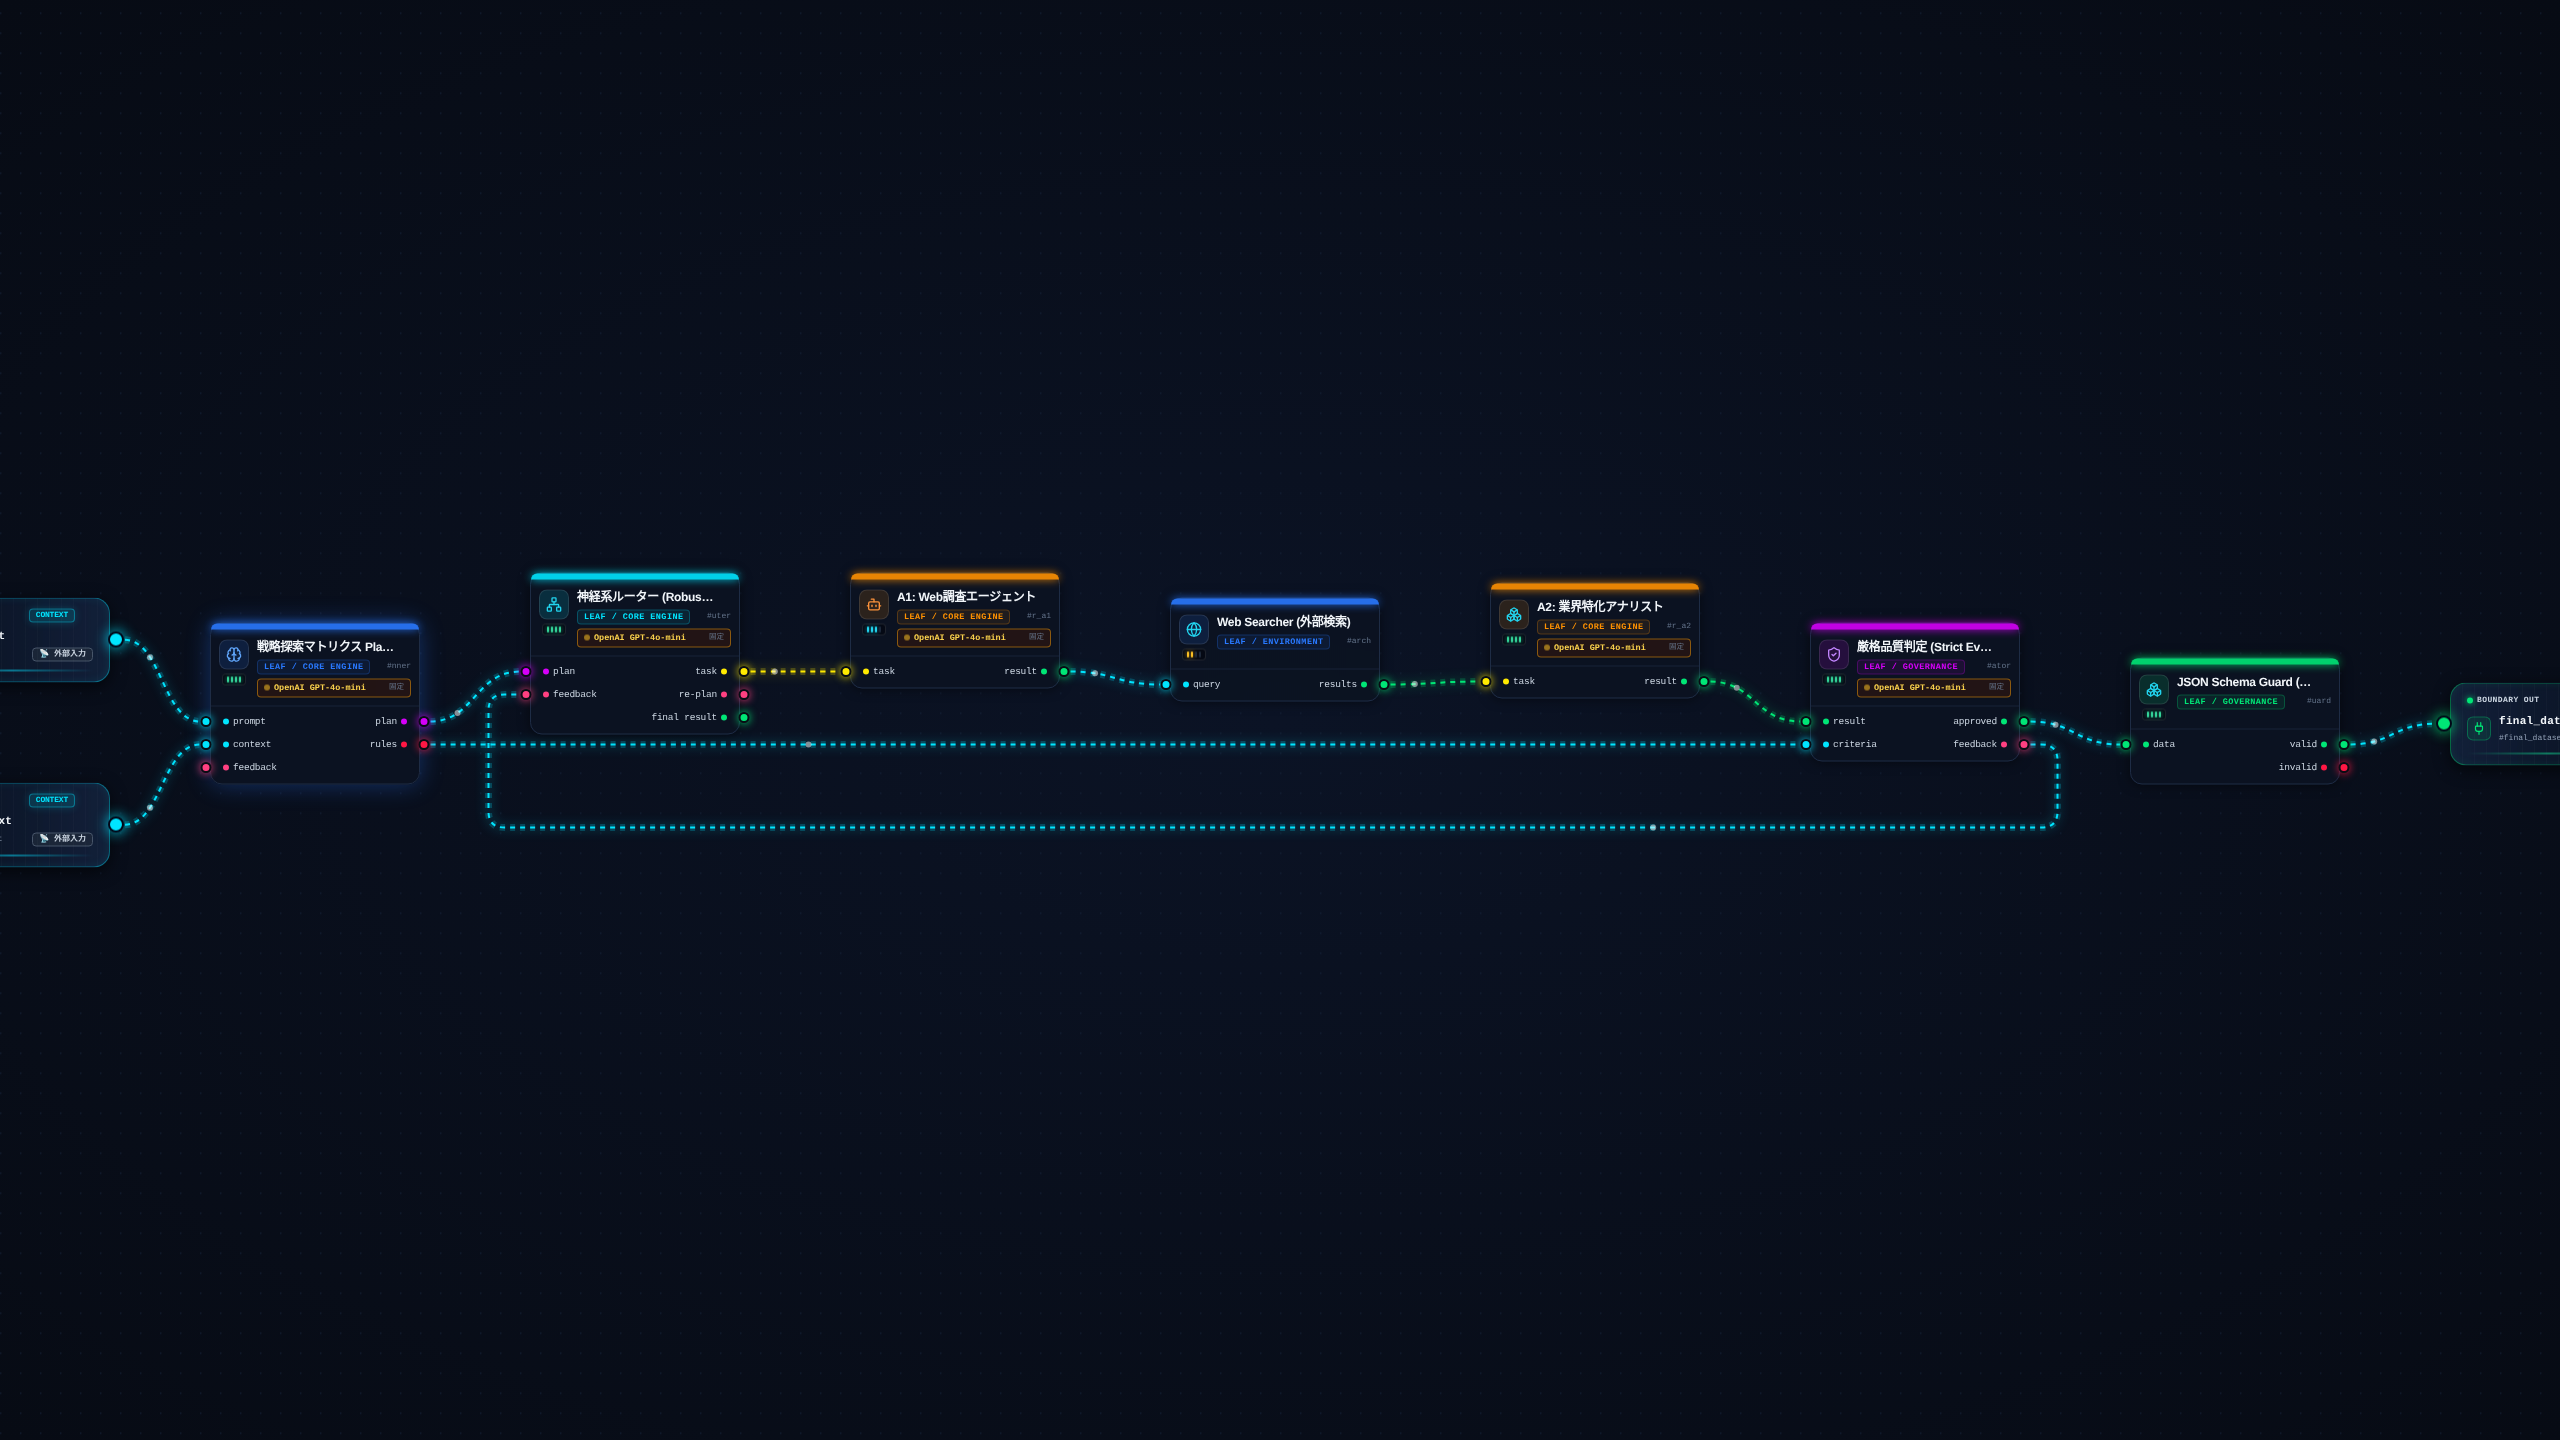 CONTEXT
t
外部入力
CONTEXT
xt
t
外部入力
戦略探索マトリクス Pla…
LEAF / CORE ENGINE
#nner
OpenAI GPT-4o-mini
固定
prompt
plan
context
rules
feedback
神経系ルーター (Robus…
LEAF / CORE ENGINE
#uter
OpenAI GPT-4o-mini
固定
plan
task
feedback
re-plan
final result
A1: Web調査エージェント
LEAF / CORE ENGINE
#r_a1
OpenAI GPT-4o-mini
固定
task
result
Web Searcher (外部検索)
LEAF / ENVIRONMENT
#arch
query
results
A2: 業界特化アナリスト
LEAF / CORE ENGINE
#r_a2
OpenAI GPT-4o-mini
固定
task
result
厳格品質判定 (Strict Ev…
LEAF / GOVERNANCE
#ator
OpenAI GPT-4o-mini
固定
result
approved
criteria
feedback
JSON Schema Guard (…
LEAF / GOVERNANCE
#uard
data
valid
invalid
BOUNDARY OUT
final_dat
#final_datase